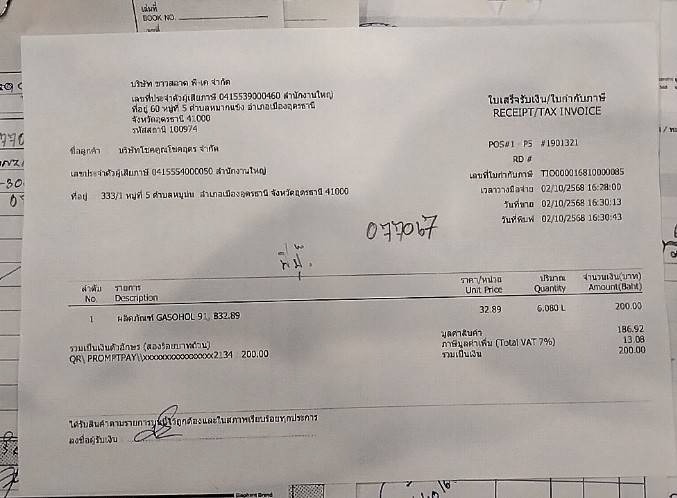 เล่มที่
BOOK NO.
บริษัท ขาวสะอาด พี-เค จำกัด
เลขที่ประจำตัวผู้เสียภาษี 0415539000460 สำนักงานใหญ่
ที่อยู่ 60 หมู่ที่ 5 ตำบลหมากแข้ง อำเภอเมืองอุดรธานี
จังหวัดอุดรธานี 41000
รหัสสถานี 100974
ใบเสร็จรับเงิน/ใบกำกับภาษี
RECEIPT/TAX INVOICE
ชื่อลูกค้า บริษัทโชคคูณโชคอุดร จำกัด
เลขประจำตัวผู้เสียภาษี 0415554000050 สำนักงานใหญ่
ที่อยู่ 333/1 หมู่ที่ 5 ตำบลหมูม่น อำเภอเมืองอุดรธานี จังหวัดอุดรธานี 41000
POS#1 - P5 #1901321
RD #
เลขที่ใบกำกับภาษี TIO000016810000085
เวลาวางมือจ่าย 02/10/2568 16:28:00
วันที่ขาย 02/10/2568 16:30:13
วันที่พิมพ์ 02/10/2568 16:30:43
077067
ลำดับ รายการ ราคา/หน่วย ปริมาณ จำนวนเงิน(บาท)
No. Description Unit Price Quantity Amount(Baht)
1 ผลิตภัณฑ์ GASOHOL 91, B32.89 32.89 6.080 L 200.00
มูลค่าสินค้า 186.92
รวมเป็นเงินตัวอักษร (สองร้อยบาทถ้วน) ภาษีมูลค่าเพิ่ม (Total VAT 7%) 13.08
QR\ PROMPTPAY\\xxxxxxxxxxxxxxxx2134 200.00 รวมเป็นเงิน 200.00
ได้รับสินค้าตามรายการบนนี้ไว้ถูกต้องและในสภาพเรียบร้อยทุกประการ
ลงชื่อผู้รับเงิน
Elephant Brand